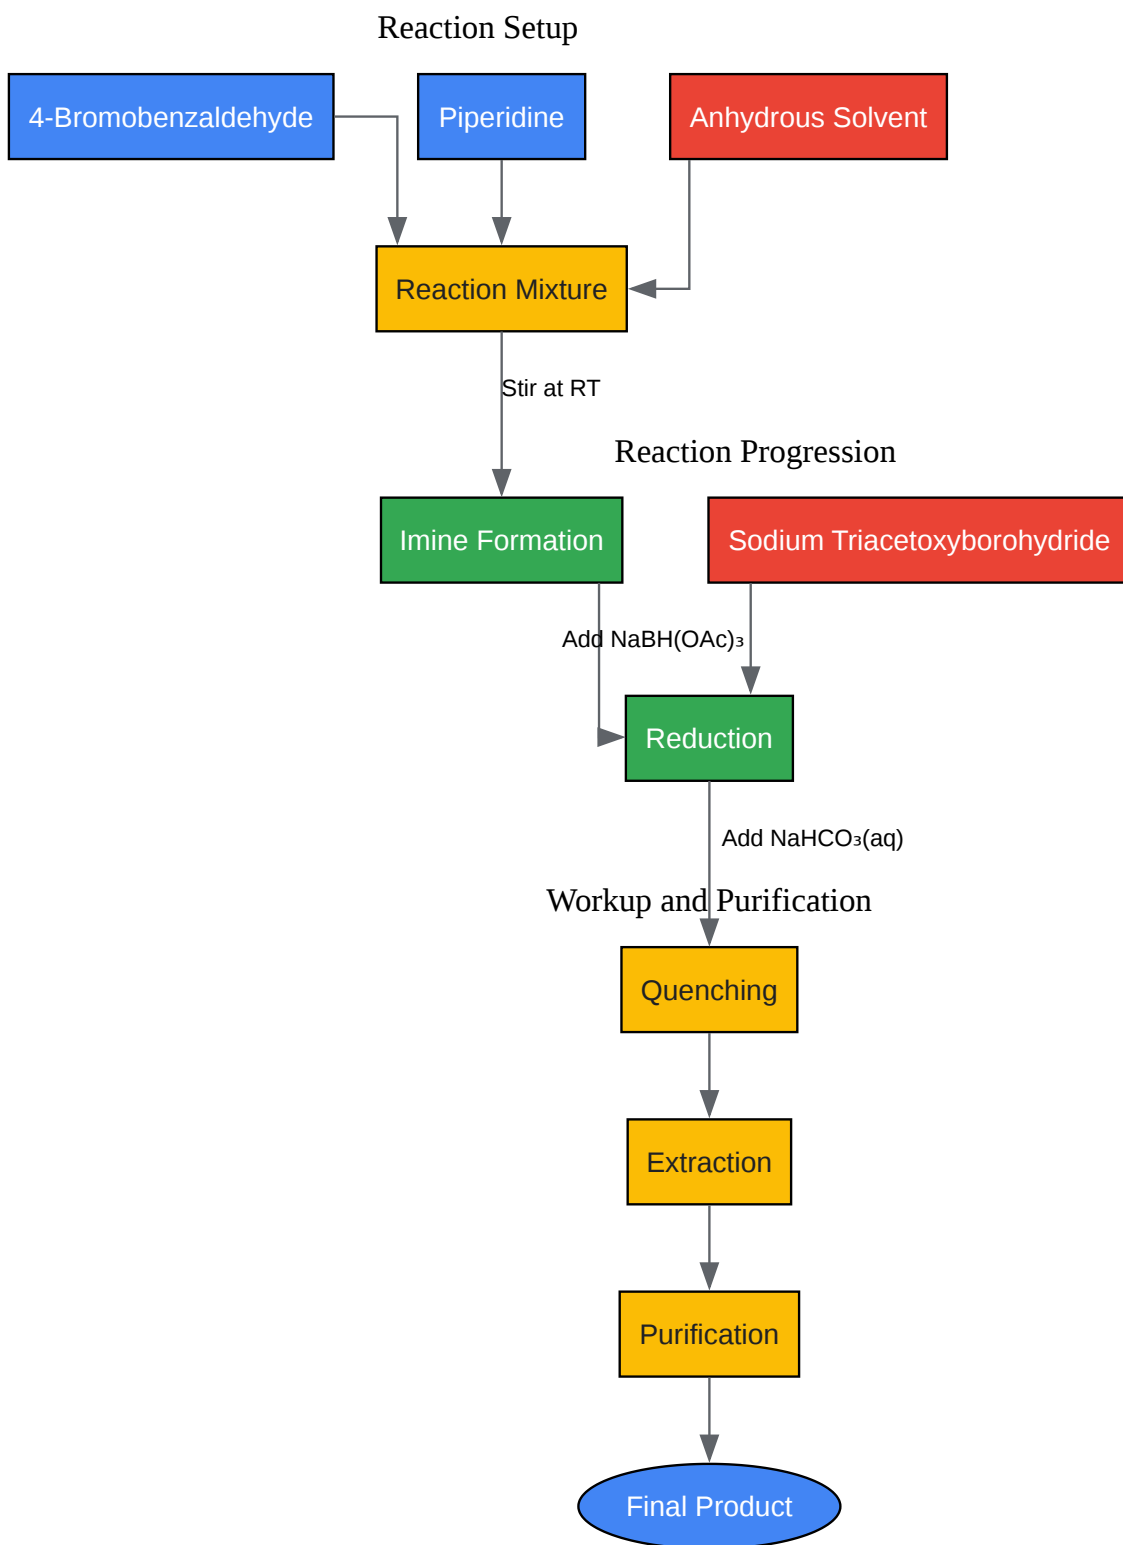 Reaction Setup
4-Bromobenzaldehyde
Piperidine
Anhydrous Solvent
Reaction Mixture
Stir at RT
Reaction Progression
Imine Formation
Sodium Triacetoxyborohydride
Add NaBH(OAc)₃
Reduction
Add NaHCO₃(aq)
Workup and Purification
Quenching
Extraction
Purification
Final Product